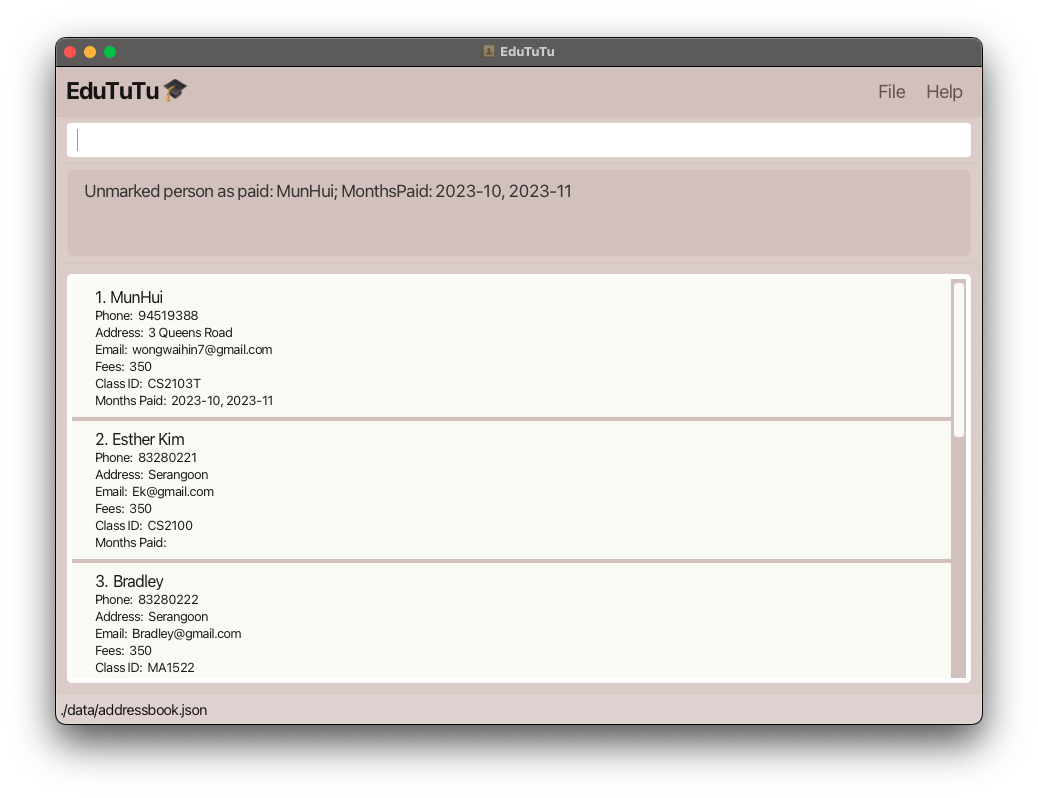 EduTuTu
EduTuTu
File Help
Unmarked person as paid: MunHui; MonthsPaid: 2023-10, 2023-11
1. MunHui
Phone: 94519388
Address: 3 Queens Road
Email: wongwaihin7@gmail.com
Fees: 350
Class ID: CS2103T
Months Paid: 2023-10, 2023-11
2. Esther Kim
Phone: 83280221
Address: Serangoon
Email: Ek@gmail.com
Fees: 350
Class ID: CS2100
Months Paid:
3. Bradley
Phone: 83280222
Address: Serangoon
Email: Bradley@gmail.com
Fees: 350
Class ID: MA1522
./data/addressbook.json